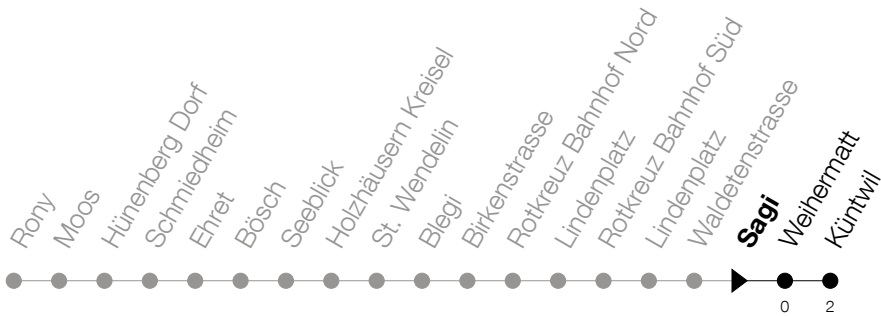 Rony
Moos
Hünenberg Dorf
Schmiedheim
Ehret
Bösch
Seeblick
Holzhäusern Kreisel
St. Wendelin
Blegi
Birkenstrasse
Rotkreuz Bahnhof Nord
Lindenplatz
Rotkreuz Bahnhof Süd
Lindenplatz
Waldetenstrasse
Sagi
Weihermatt
Küntwil
0
2